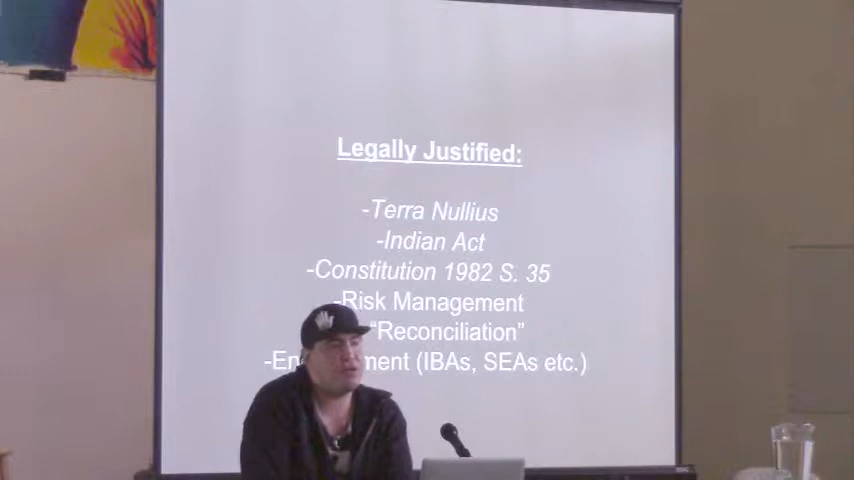 Legally Justified:
-Terra Nullius
-Indian Act
-Constitution 1982 S. 35
-Risk Management
“Reconciliation”
(IBAs, SEAs etc.)